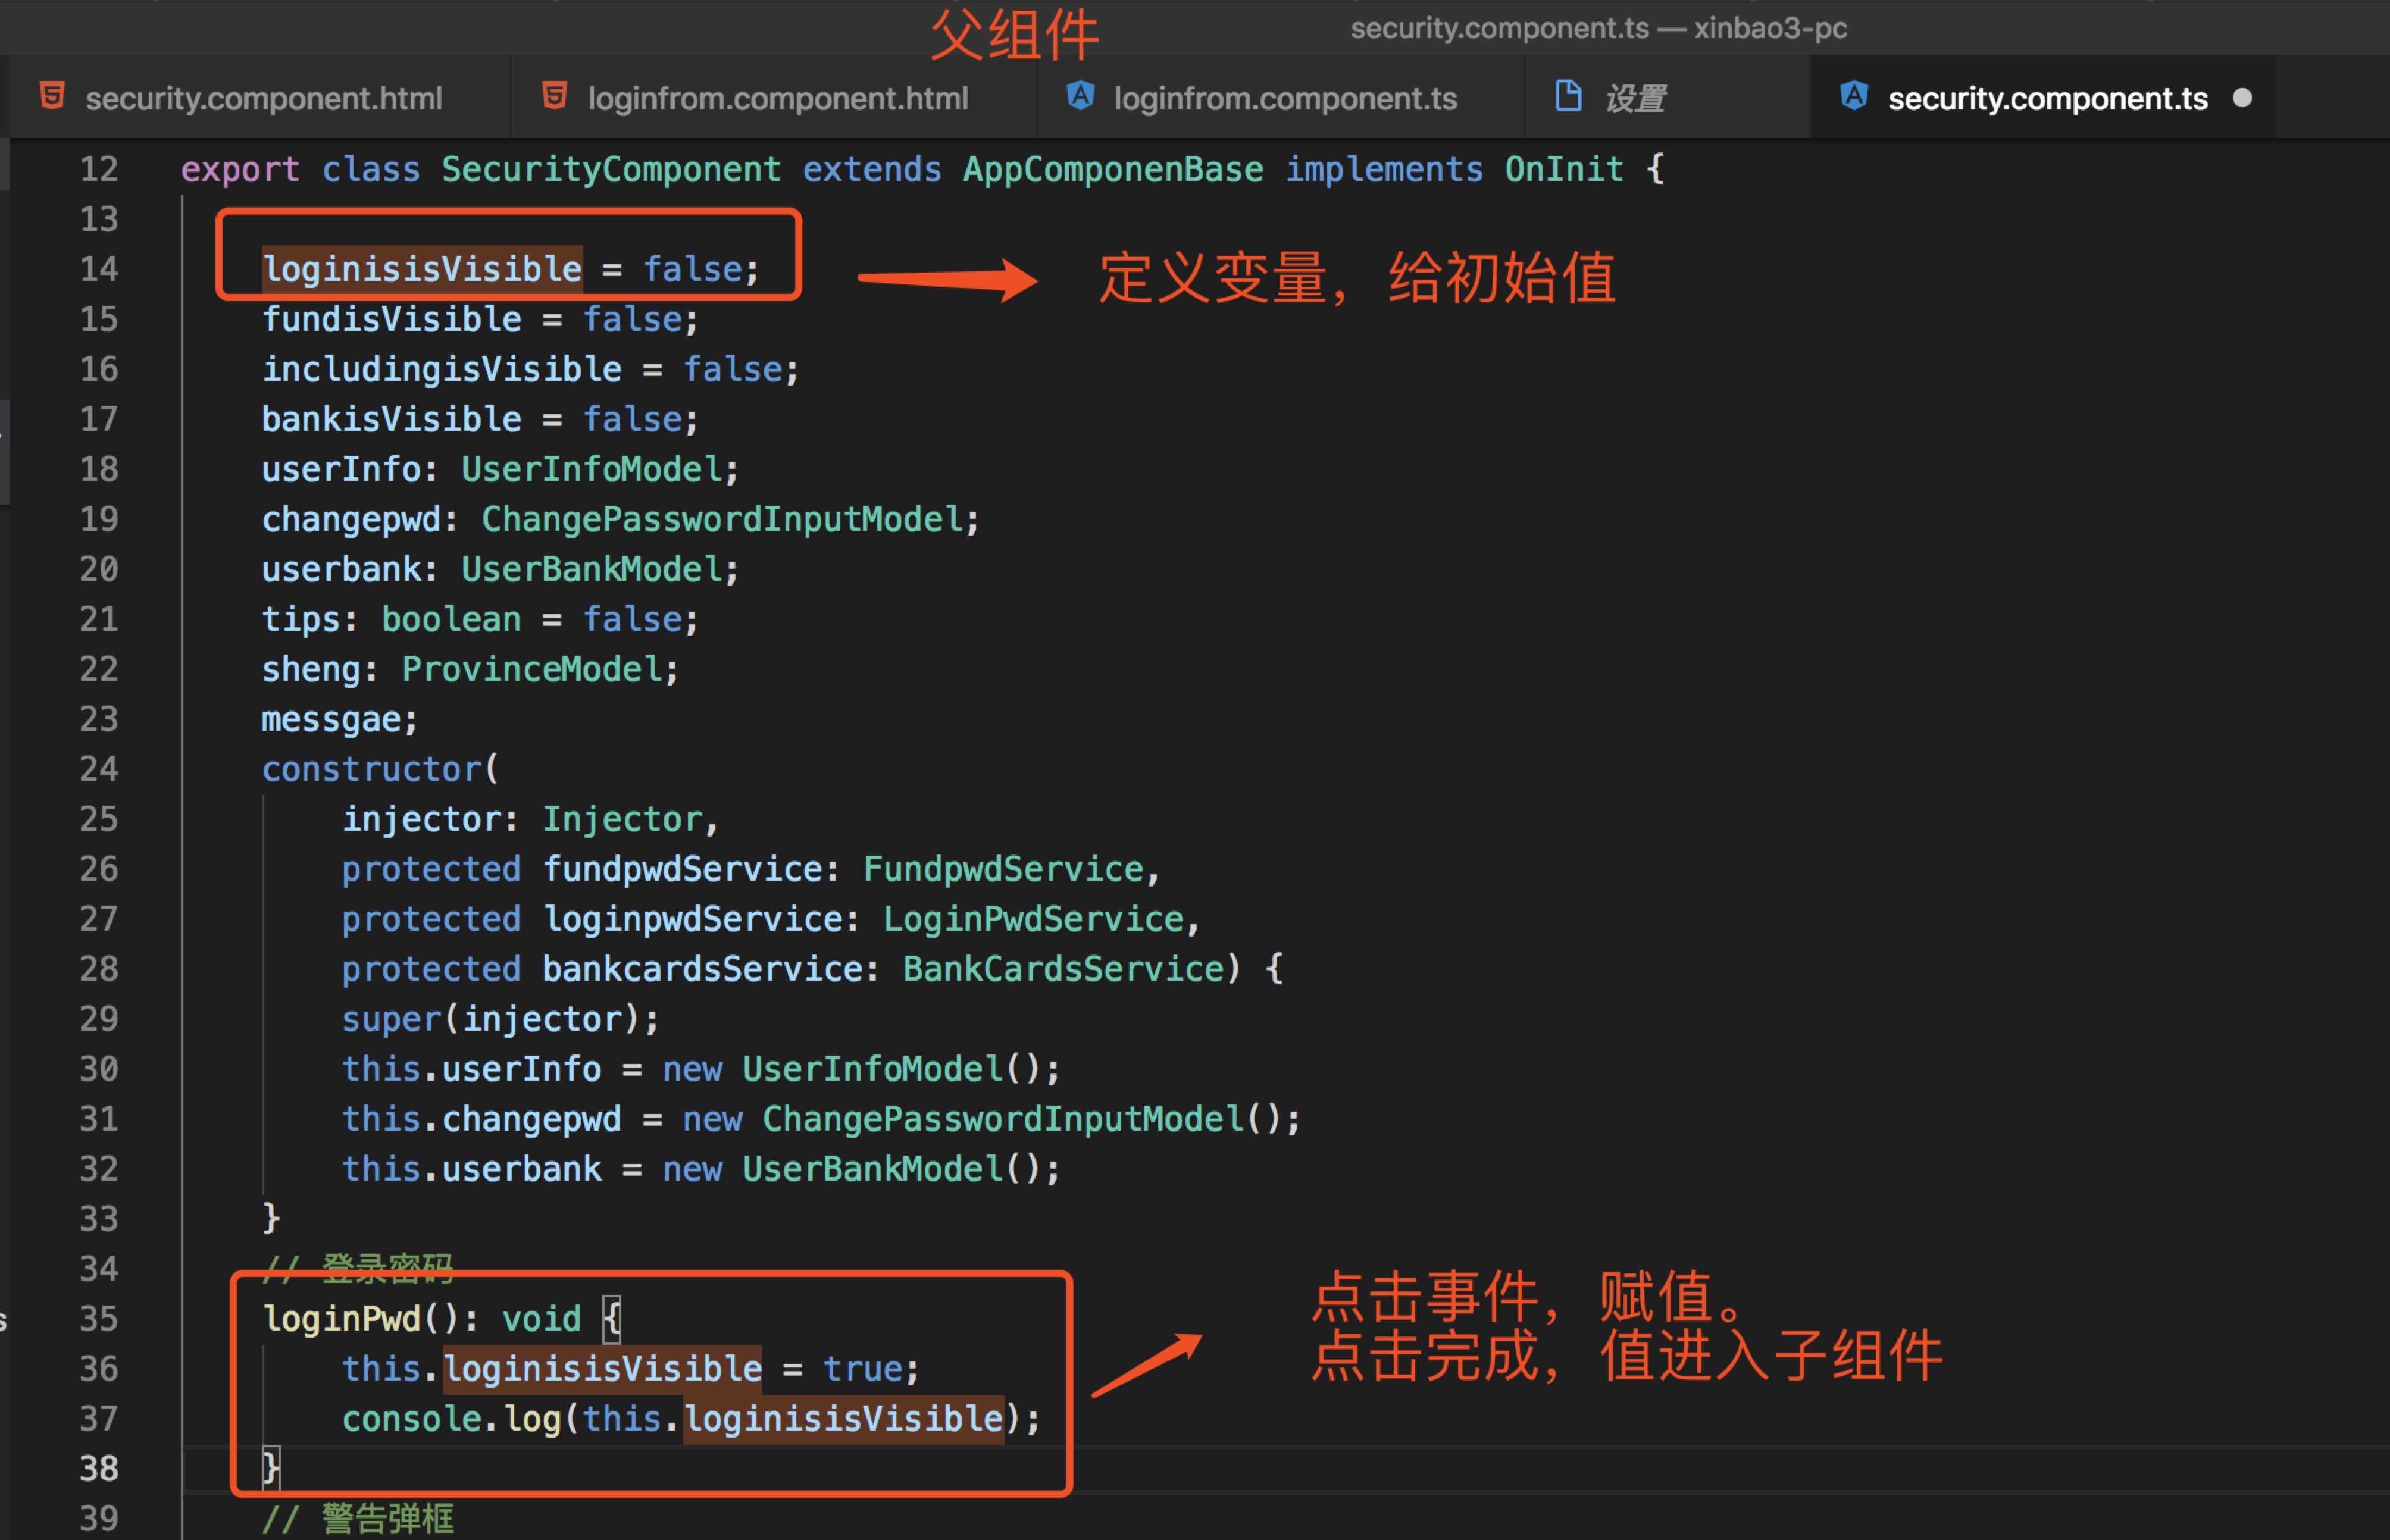 父组件
security.component.ts — xinbao3-pc
security.component.html
loginfrom.component.html
loginfrom.component.ts
设置
security.component.ts
12 export class SecurityComponent extends AppComponenBase implements OnInit {
13
14 loginisisVisible = false;
定义变量，给初始值
15 fundisVisible = false;
16 includingisVisible = false;
17 bankisVisible = false;
18 userInfo: UserInfoModel;
19 changepwd: ChangePasswordInputModel;
20 userbank: UserBankModel;
21 tips: boolean = false;
22 sheng: ProvinceModel;
23 messgae;
24 constructor(
25 injector: Injector,
26 protected fundpwdService: FundpwdService,
27 protected loginpwdService: LoginPwdService,
28 protected bankcardsService: BankCardsService) {
29 super(injector);
30 this.userInfo = new UserInfoModel();
31 this.changepwd = new ChangePasswordInputModel();
32 this.userbank = new UserBankModel();
33 }
34 // 登录密码
35 loginPwd(): void {
36 this.loginisisVisible = true;
37 console.log(this.loginisisVisible);
38 }
点击事件，赋值。
点击完成，值进入子组件
39 // 警告弹框